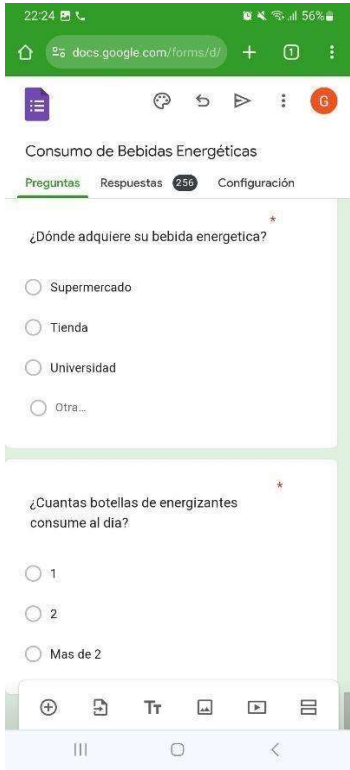 22:24 56%
docs.google.com/forms/d/ 1
G
Consumo de Bebidas Energéticas
Preguntas Respuestas 256 Configuración
*
¿Dónde adquiere su bebida energetica?
Supermercado
Tienda
Universidad
Otra...
*
¿Cuantas botellas de energizantes
consume al dia?
1
2
Mas de 2
Tт